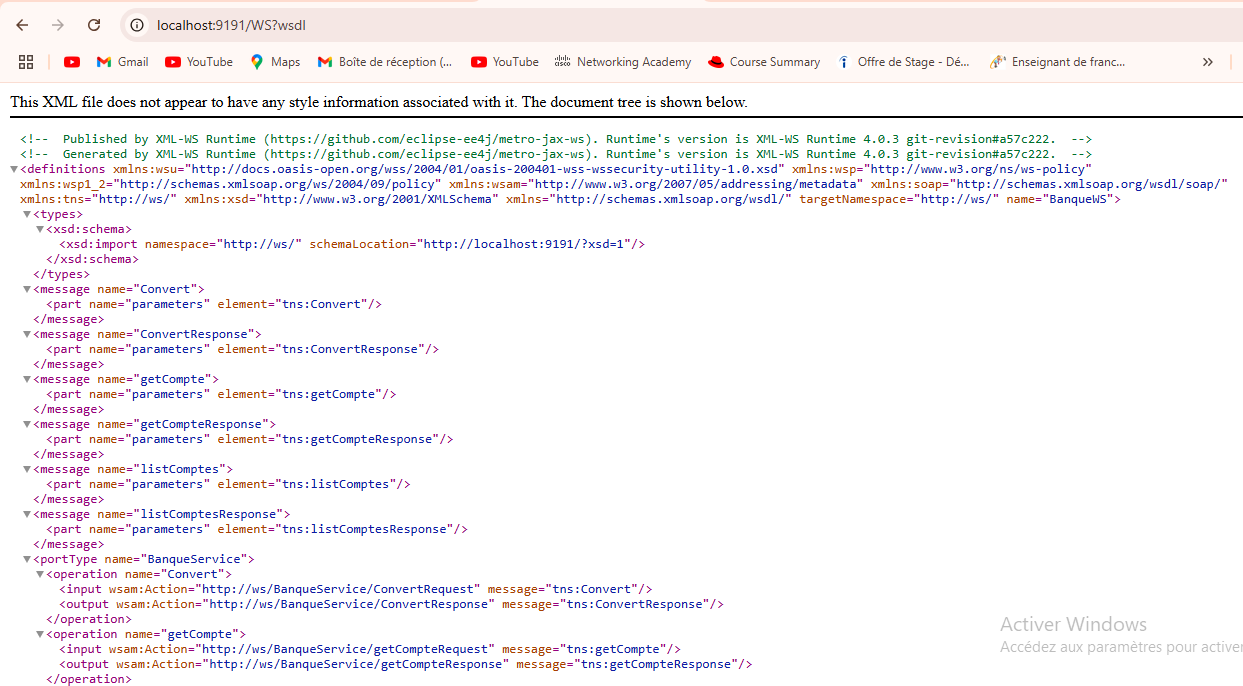 localhost:9191/WS?wsdl
Gmail YouTube Maps Boîte de réception (... YouTube Networking Academy Course Summary Offre de Stage - Dé... Enseignant de franc... »
This XML file does not appear to have any style information associated with it. The document tree is shown below.
<!-- Published by XML-WS Runtime (https://github.com/eclipse-ee4j/metro-jax-ws). Runtime's version is XML-WS Runtime 4.0.3 git-revision#a57c222. -->
<!-- Generated by XML-WS Runtime (https://github.com/eclipse-ee4j/metro-jax-ws). Runtime's version is XML-WS Runtime 4.0.3 git-revision#a57c222. -->
<definitions xmlns:wsu="http://docs.oasis-open.org/wss/2004/01/oasis-200401-wss-wssecurity-utility-1.0.xsd" xmlns:wsp="http://www.w3.org/ns/ws-policy"
xmlns:wsp1_2="http://schemas.xmlsoap.org/ws/2004/09/policy" xmlns:wsam="http://www.w3.org/2007/05/addressing/metadata" xmlns:soap="http://schemas.xmlsoap.org/wsdl/soap/"
xmlns:tns="http://ws/" xmlns:xsd="http://www.w3.org/2001/XMLSchema" xmlns="http://schemas.xmlsoap.org/wsdl/" targetNamespace="http://ws/" name="BanqueWS">
<types>
<xsd:schema>
<xsd:import namespace="http://ws/" schemaLocation="http://localhost:9191/?xsd=1"/>
</xsd:schema>
</types>
<message name="Convert">
<part name="parameters" element="tns:Convert"/>
</message>
<message name="ConvertResponse">
<part name="parameters" element="tns:ConvertResponse"/>
</message>
<message name="getCompte">
<part name="parameters" element="tns:getCompte"/>
</message>
<message name="getCompteResponse">
<part name="parameters" element="tns:getCompteResponse"/>
</message>
<message name="listComptes">
<part name="parameters" element="tns:listComptes"/>
</message>
<message name="listComptesResponse">
<part name="parameters" element="tns:listComptesResponse"/>
</message>
<portType name="BanqueService">
<operation name="Convert">
<input wsam:Action="http://ws/BanqueService/ConvertRequest" message="tns:Convert"/>
<output wsam:Action="http://ws/BanqueService/ConvertResponse" message="tns:ConvertResponse"/>
</operation>
<operation name="getCompte">
<input wsam:Action="http://ws/BanqueService/getCompteRequest" message="tns:getCompte"/>
<output wsam:Action="http://ws/BanqueService/getCompteResponse" message="tns:getCompteResponse"/>
</operation>
Activer Windows
Accédez aux paramètres pour activer